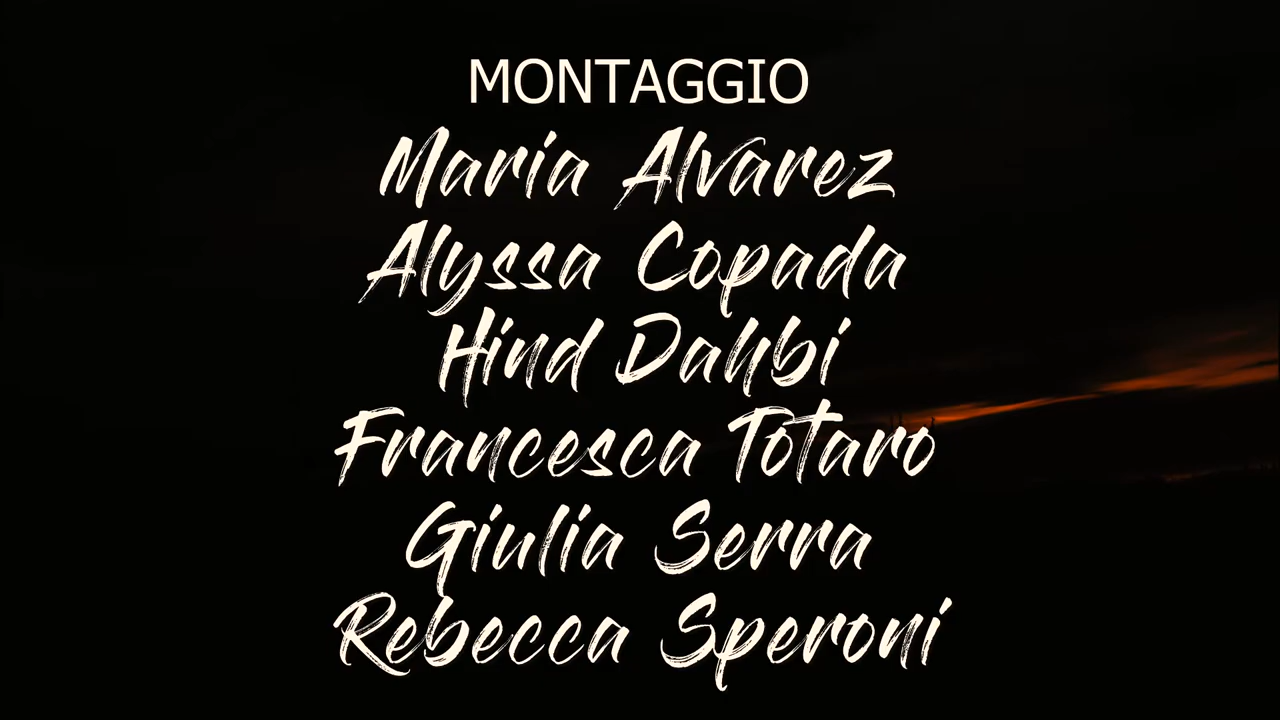 MONTAGGIO
Maria Alvarez
Alyssa Copada
Hind Dahbi
Francesca Totaro
Giulia Serra
Rebecca Speroni